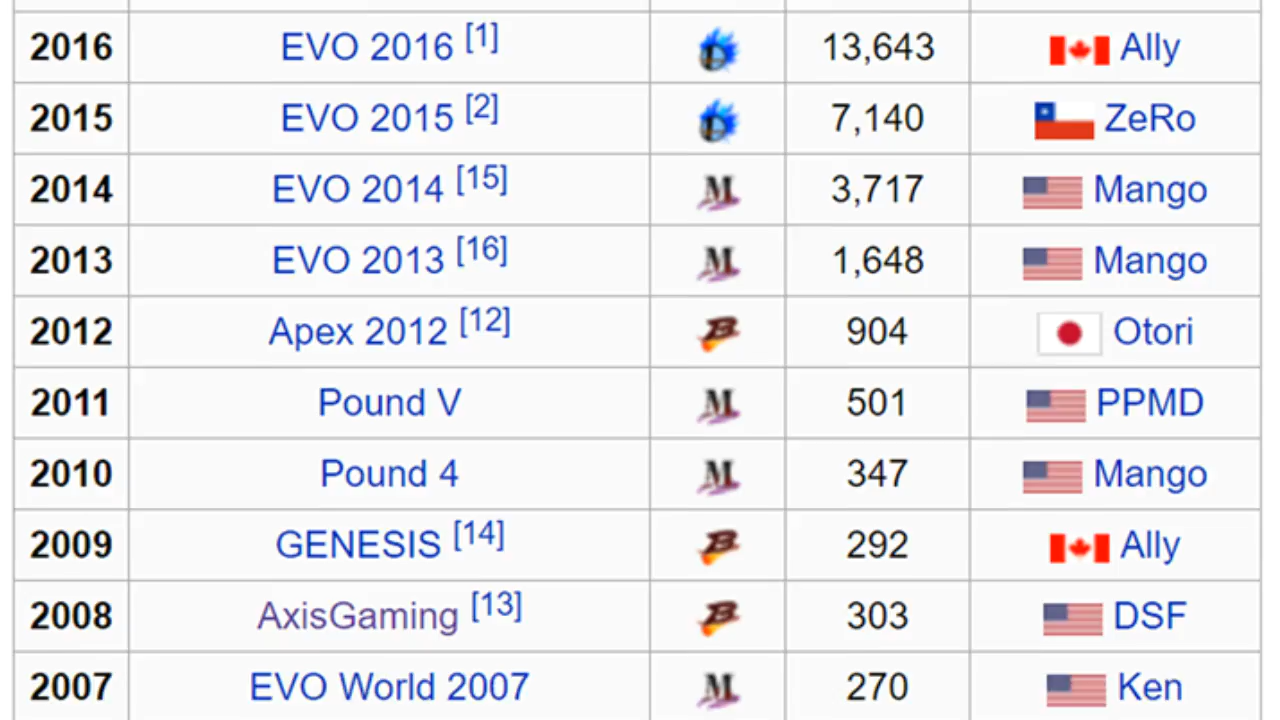 2016 EVO 2016 [1] 13,643 Ally
2015 EVO 2015 [2] 7,140 ZeRo
2014 EVO 2014 [15] M 3,717 Mango
2013 EVO 2013 [16] M 1,648 Mango
2012 Apex 2012 [12] B 904 Otori
2011 Pound V M 501 PPMD
2010 Pound 4 M 347 Mango
2009 GENESIS [14] B 292 Ally
2008 AxisGaming [13] B 303 DSF
2007 EVO World 2007 M 270 Ken